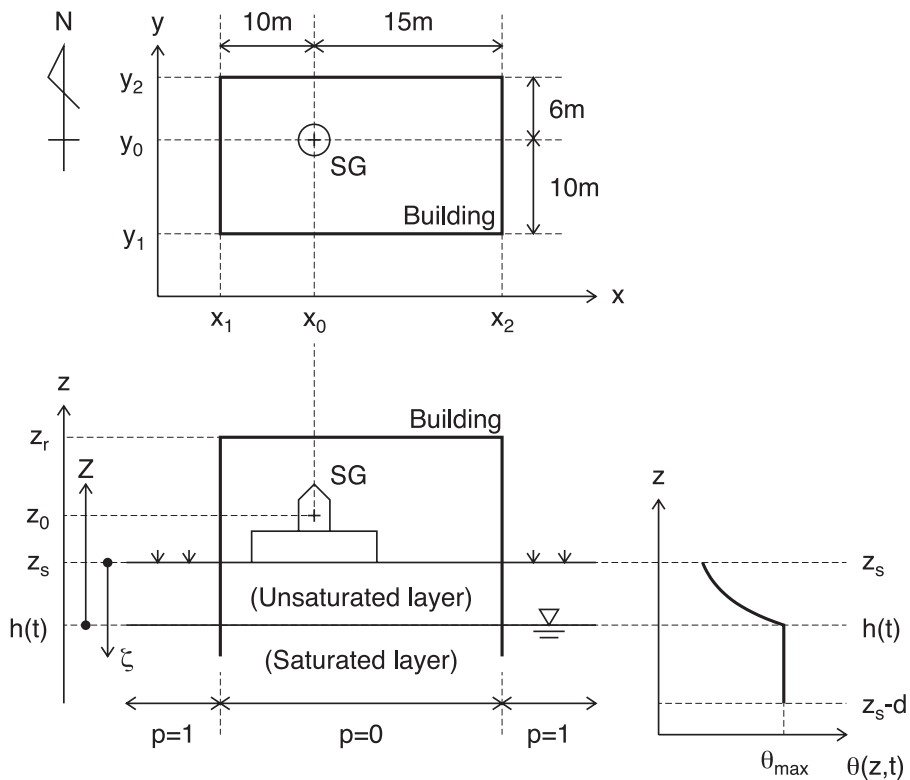 10m 15m
N y
y₂
6m
y₀
SG
10m
Building
y₁
x
x₁ x₀ x₂
z
Building
zᵣ
Z SG z
z₀
zₛ zₛ
(Unsaturated layer)
h(t) h(t)
ζ (Saturated layer)
zₛ-d
p=1 p=0 p=1
θmax θ(z,t)